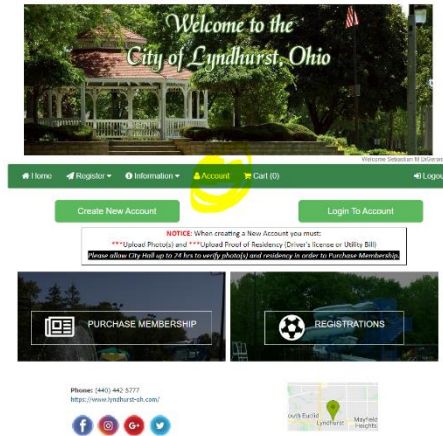 Welcome to the
City of Lyndhurst, Ohio
Welcome Sebastian M
Home Register Information Account Cart (0) Logout
Create New Account Login To Account
NOTICE: When creating a New Account you must:
***Upload Photo(s) and ***Upload Proof of Residency (Driver's license or Utility Bill)
Please allow City Hall up to 24 hrs to verify photo(s) and residency in order to Purchase Membership.
PURCHASE MEMBERSHIP REGISTRATIONS
Phone: (440) 442-5777
https://www.lyndhurst-oh.com/
South Euclid
Lyndhurst
Mayfield
Heights